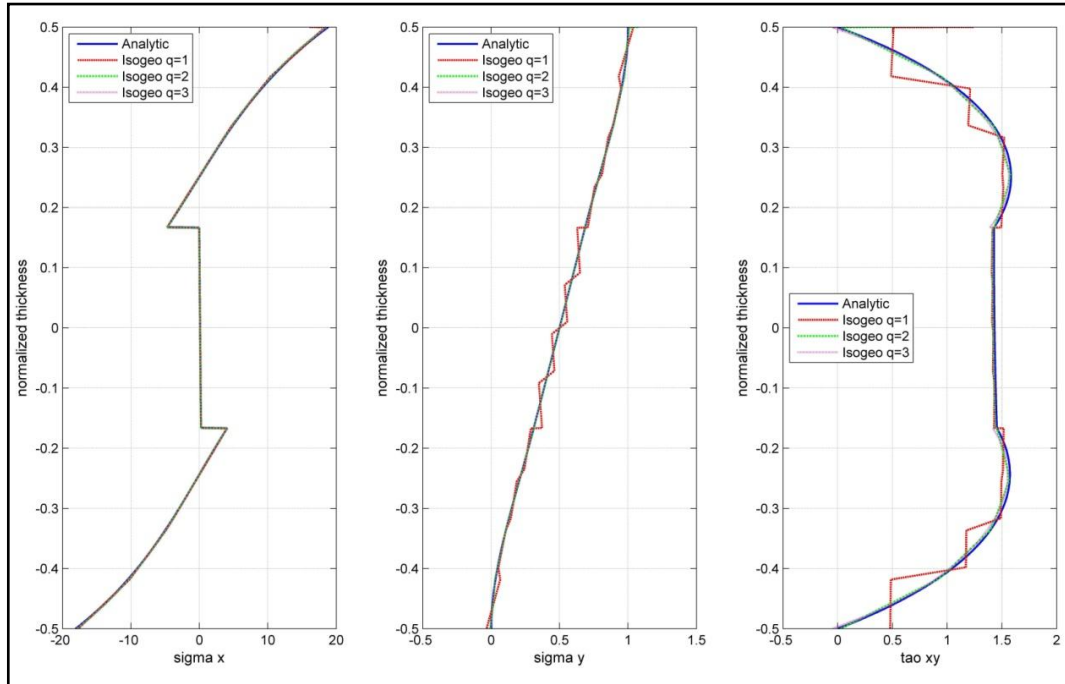 0.5
0.4
0.3
0.2
0.1
0
-0.1
-0.2
-0.3
-0.4
-0.5
-20
-10
0
10
20
normalized thickness
sigma x
Analytic
Isogeo q=1
Isogeo q=2
Isogeo q=3
0.5
0.4
0.3
0.2
0.1
0
-0.1
-0.2
-0.3
-0.4
-0.5
-0.5
0
0.5
1
1.5
normalized thickness
sigma y
Analytic
Isogeo q=1
Isogeo q=2
Isogeo q=3
0.5
0.4
0.3
0.2
0.1
0
-0.1
-0.2
-0.3
-0.4
-0.5
-0.5
0
0.5
1
1.5
2
normalized thickness
tao xy
Analytic
Isogeo q=1
Isogeo q=2
Isogeo q=3